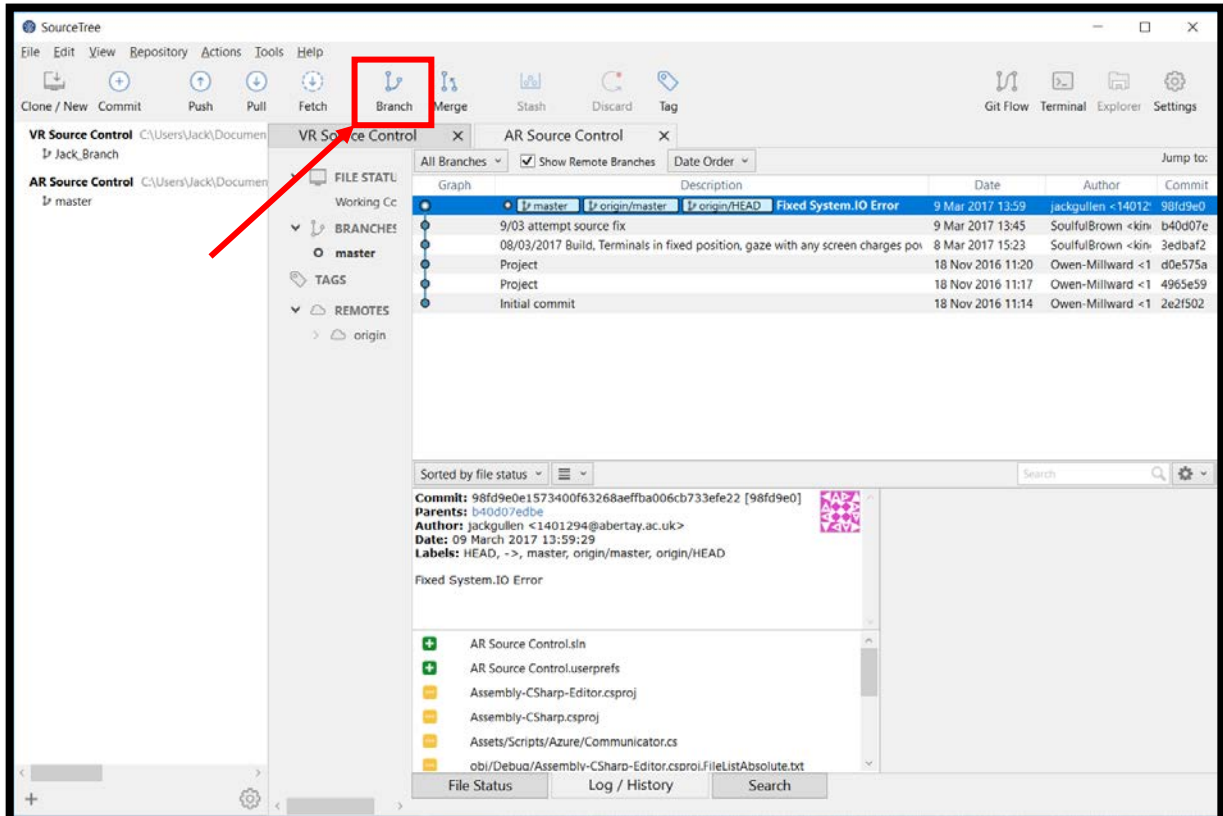 SourceTree
File Edit View Repository Actions Tools Help
Clone / New Commit Push Pull Fetch Branch Merge Stash Discard Tag Git Flow Terminal Explorer Settings
VR Source Control C:\Users\Jack\Documen
Jack_Branch
AR Source Control C:\Users\Jack\Documen
master
VR Source Control AR Source Control
FILE STATU
Working Cc
BRANCHES
master
TAGS
REMOTES
origin
All Branches Show Remote Branches Date Order Jump to:
Graph Description Date Author Commit
master origin/master origin/HEAD Fixed System.IO Error 9 Mar 2017 13:59 jackgullen <14012 98fd9e0
9/03 attempt source fix 9 Mar 2017 13:45 SoulfulBrown <kin b40d07e
08/03/2017 Build, Terminals in fixed position, gaze with any screen charges pov 8 Mar 2017 15:23 SoulfulBrown <kin 3edbaf2
Project 18 Nov 2016 11:20 Owen-Millward <1 d0e575a
Project 18 Nov 2016 11:17 Owen-Millward <1 4965e59
Initial commit 18 Nov 2016 11:14 Owen-Millward <1 2e2f502
Sorted by file status Search
Commit: 98fd9e0e1573400f63268aeffba006cb733efe22 [98fd9e0]
Parents: b40d07edbe
Author: jackgullen <1401294@abertay.ac.uk>
Date: 09 March 2017 13:59:29
Labels: HEAD, ->, master, origin/master, origin/HEAD
Fixed System.IO Error
AR Source Control.sln
AR Source Control.userprefs
Assembly-CSharp-Editor.csproj
Assembly-CSharp.csproj
Assets/Scripts/Azure/Communicator.cs
obj/Debug/Assembly-CSharp-Editor.csproj.FileListAbsolute.txt
File Status Log / History Search